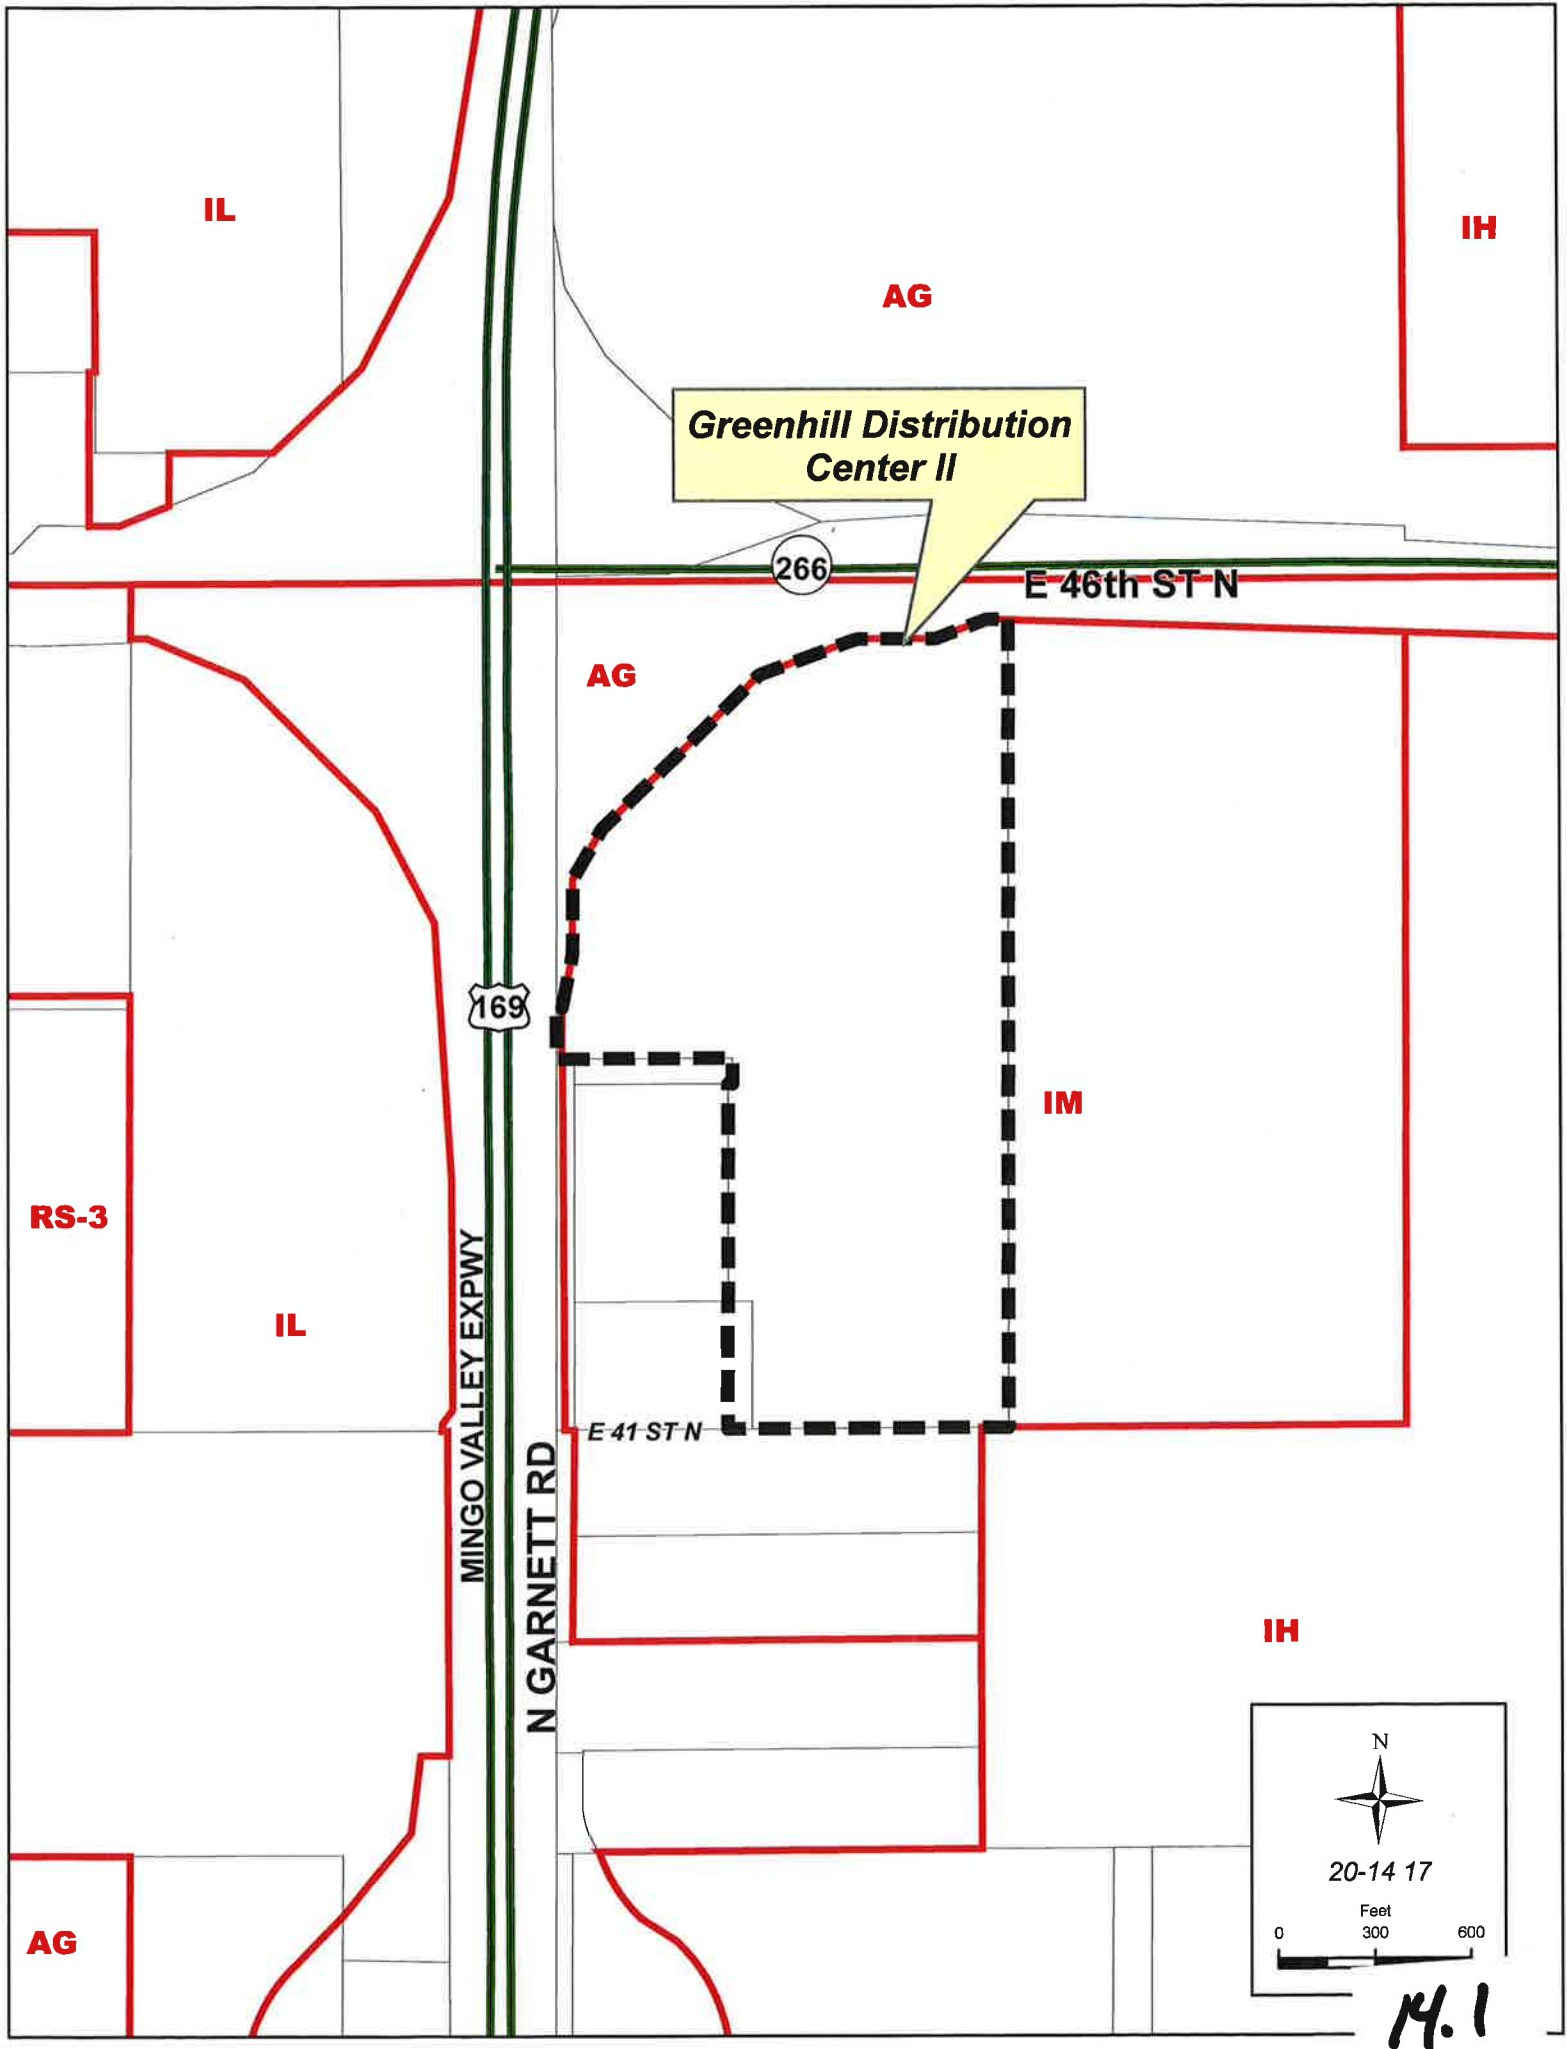 IL
IH
AG
Greenhill Distribution
Center II
266
E 46th ST N
AG
169
IM
RS-3
IL
MINGO VALLEY EXPWY
E 41 ST N
N GARNETT RD
IH
N
20-14 17
Feet
0 300 600
AG
14.1